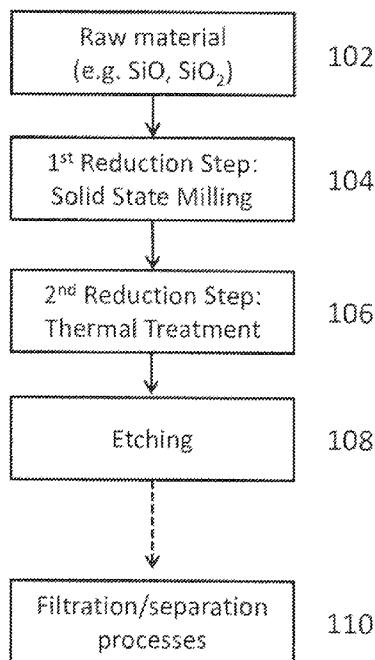 Raw material
(e.g. SiO, SiO₂)
102
1st Reduction Step:
Solid State Milling
104
2nd Reduction Step:
Thermal Treatment
106
Etching
108
Filtration/separation
processes
110